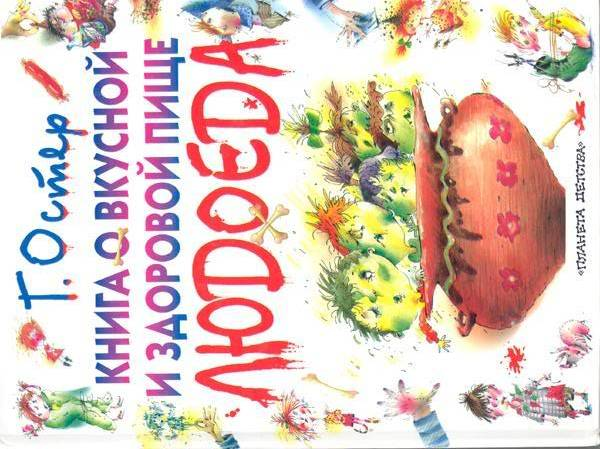 Г. Остер
КНИГА О ВКУСНОЙ
И ЗДОРОВОЙ ПИЩЕ
ЛЮДОЕДА
«ПЛАНЕТА ДЕТСТВА»